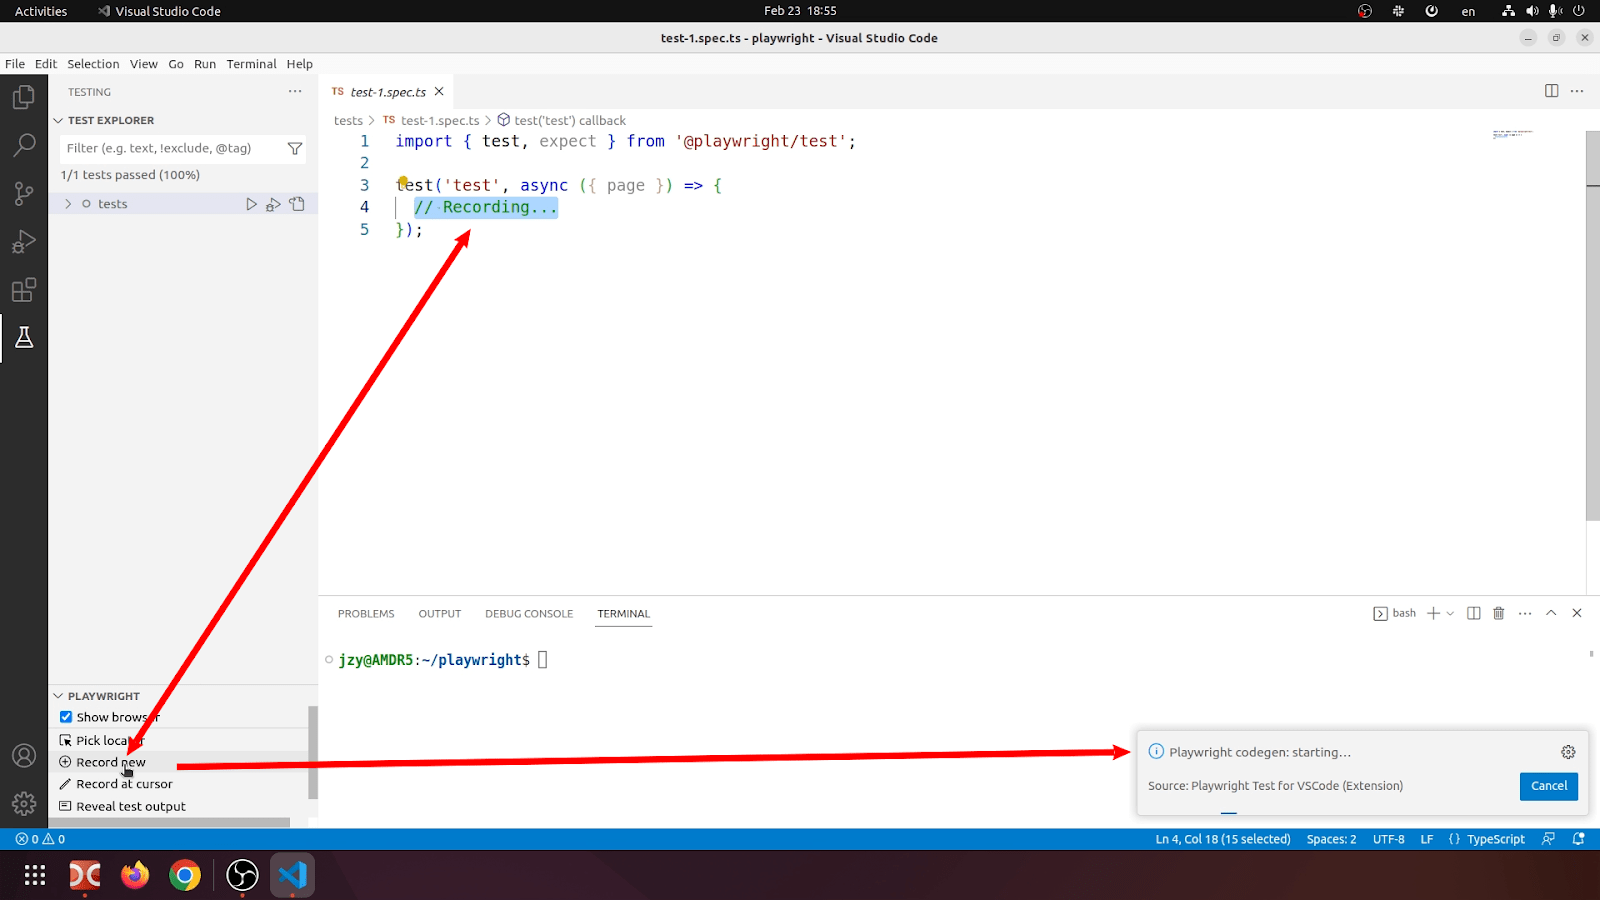 Activities
Visual Studio Code
Feb 23 18:55
en
test-1.spec.ts - playwright - Visual Studio Code
File Edit Selection View Go Run Terminal Help
TESTING
TEST EXPLORER
Filter (e.g. text, !exclude, @tag)
1/1 tests passed (100%)
tests
TS test-1.spec.ts
tests > TS test-1.spec.ts > test('test') callback
1 import { test, expect } from '@playwright/test';
2
3 test('test', async ({ page }) => {
4 // Recording...
5 });
PROBLEMS OUTPUT DEBUG CONSOLE TERMINAL
bash
jzy@AMDR5:~/playwright$
PLAYWRIGHT
Show browser
Pick locator
Record new
Record at cursor
Reveal test output
Playwright codegen: starting...
Source: Playwright Test for VSCode (Extension)
Cancel
0 0
Ln 4, Col 18 (15 selected) Spaces: 2 UTF-8 LF { } TypeScript